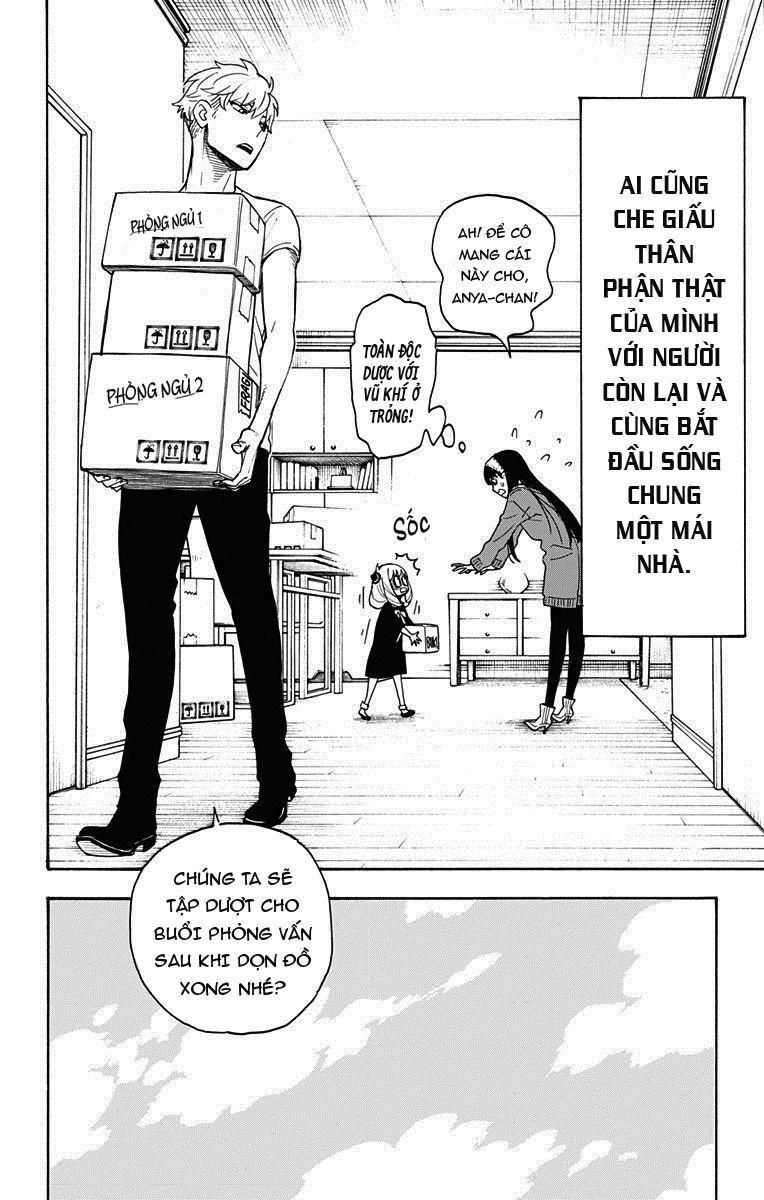 AI CŨNG
CHE GIẤU
THÂN
PHẬN THẬT
CỦA MÌNH
VỚI NGƯỜI
CÒN LẠI VÀ
CÙNG BẮT
ĐẦU SỐNG
CHUNG
MỘT MÁI
NHÀ.
AH! ĐỂ CÔ
MANG CÁI
NÀY CHO,
ANYA-CHAN!
TOÀN ĐỘC
DƯỢC VỚI
VŨ KHÍ Ở
TRỎNG!
SỐC
PHÒNG NGỦ 1
PHÒNG NGỦ 2
FRAGI
CHÚNG TA SẼ
TẬP DƯỢT CHO
BUỔI PHỎNG VẤN
SAU KHI DỌN ĐỒ
XONG NHÉ?